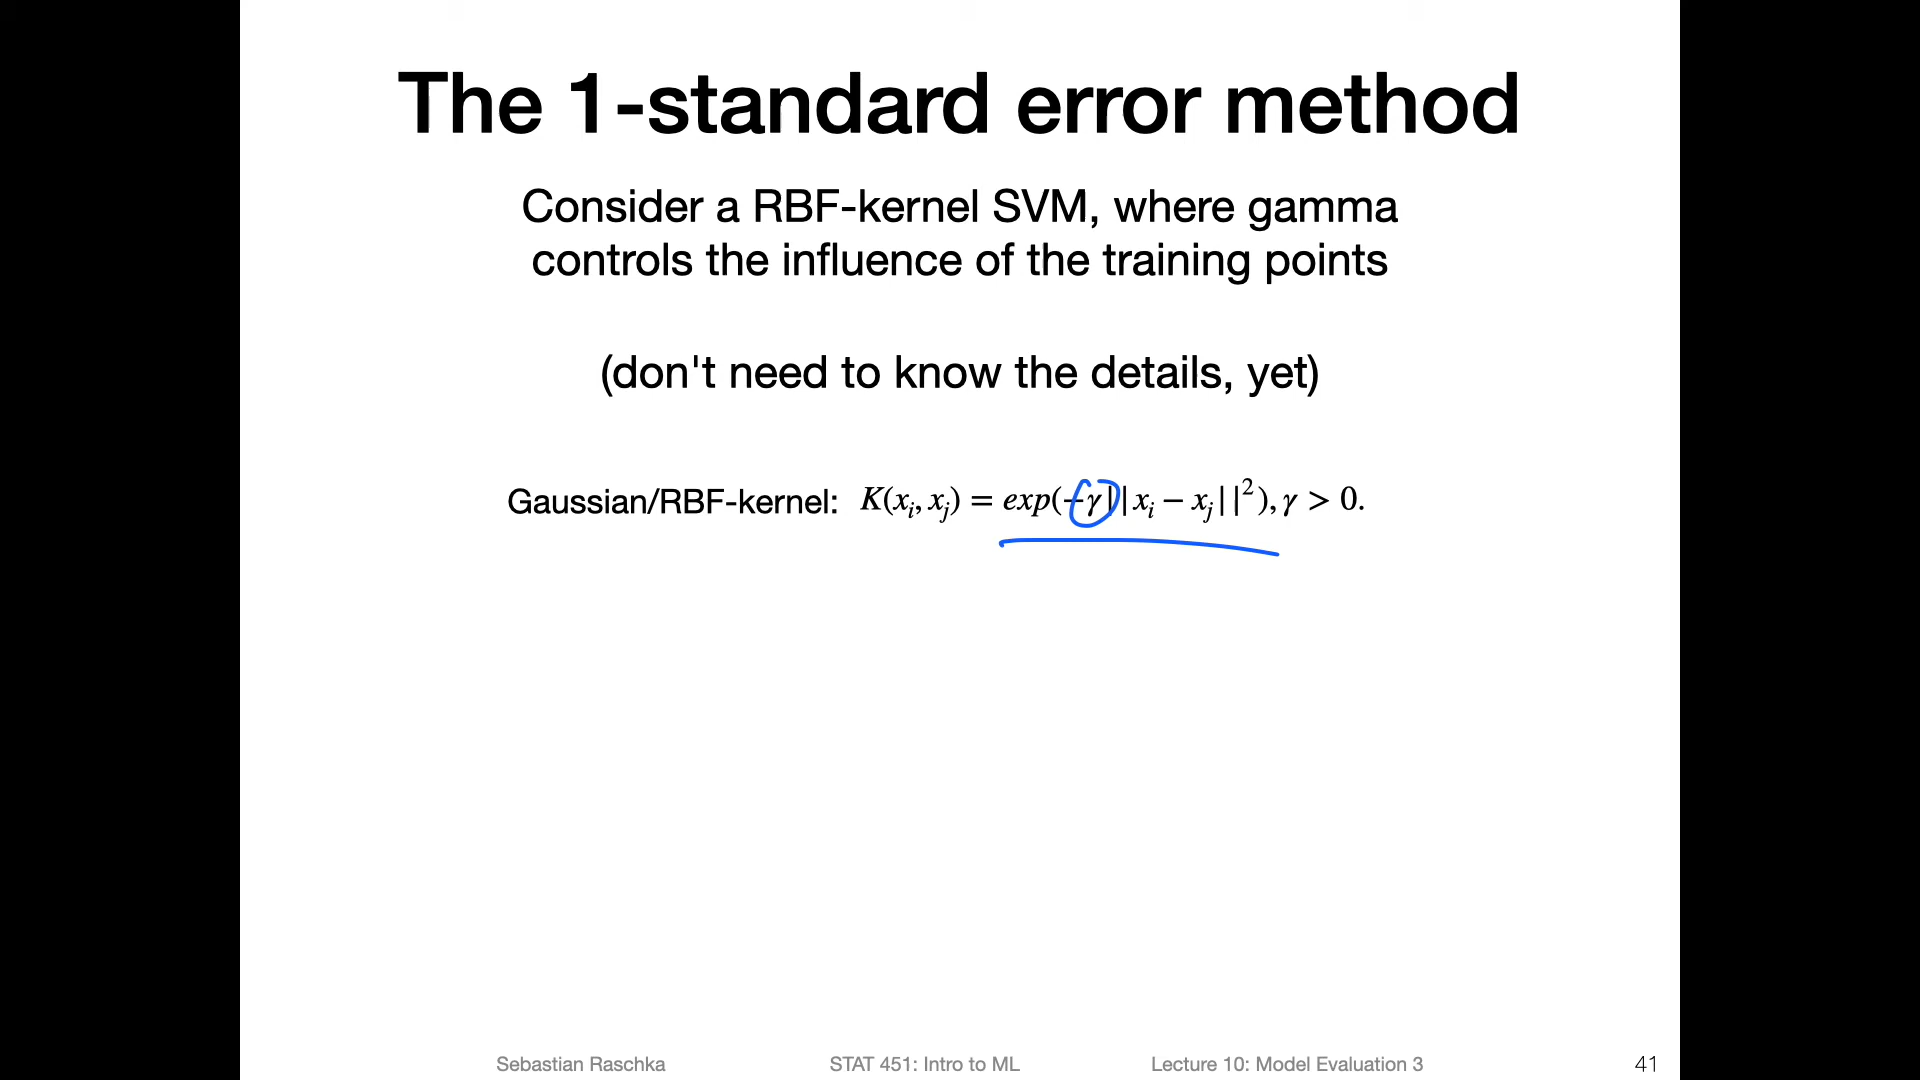 The 1-standard error method
Consider a RBF-kernel SVM, where gamma
controls the influence of the training points
(don't need to know the details, yet)
Gaussian/RBF-kernel: K(xᵢ, xⱼ) = exp(−γ||xᵢ − xⱼ||²), γ > 0.
Sebastian Raschka STAT 451: Intro to ML Lecture 10: Model Evaluation 3 41